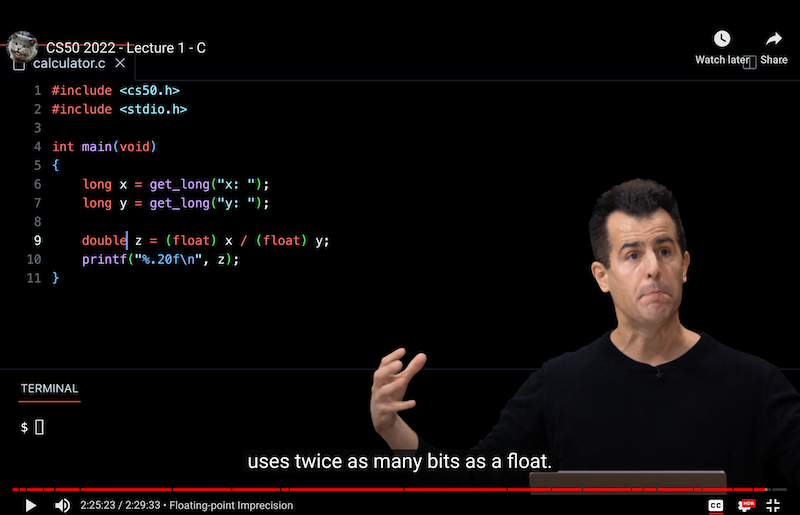 CS50 2022 - Lecture 1 - C
Watch later
Share
calculator.c
1 #include <cs50.h>
2 #include <stdio.h>
3
4 int main(void)
5 {
6 long x = get_long("x: ");
7 long y = get_long("y: ");
8
9 double z = (float) x / (float) y;
10 printf("%.20f\n", z);
11 }
TERMINAL
$
uses twice as many bits as a float.
2:25:23 / 2:29:33 • Floating-point Imprecision
CC
HDR